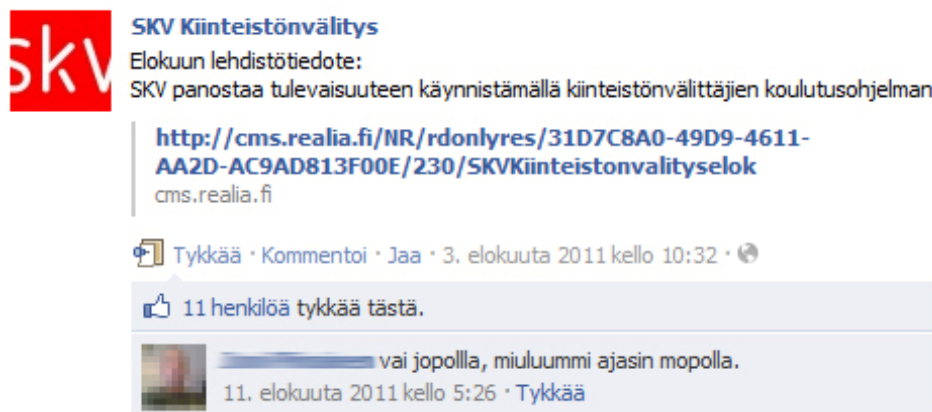 skv
SKV Kiinteistönvälitys
Elokuun lehdistötiedote:
SKV panostaa tulevaisuuteen käynnistämällä kiinteistönvälittäjien koulutusohjelman
http://cms.realia.fi/NR/rdonlyres/31D7C8A0-49D9-4611-
AA2D-AC9AD813F00E/230/SKVKiinteistonvalityselok
cms.realia.fi
Tykkää · Kommentoi · Jaa · 3. elokuuta 2011 kello 10:32 ·
11 henkilöä tykkää tästä.
vai jopollla, miuluummi ajasin mopolla.
11. elokuuta 2011 kello 5:26 · Tykkää